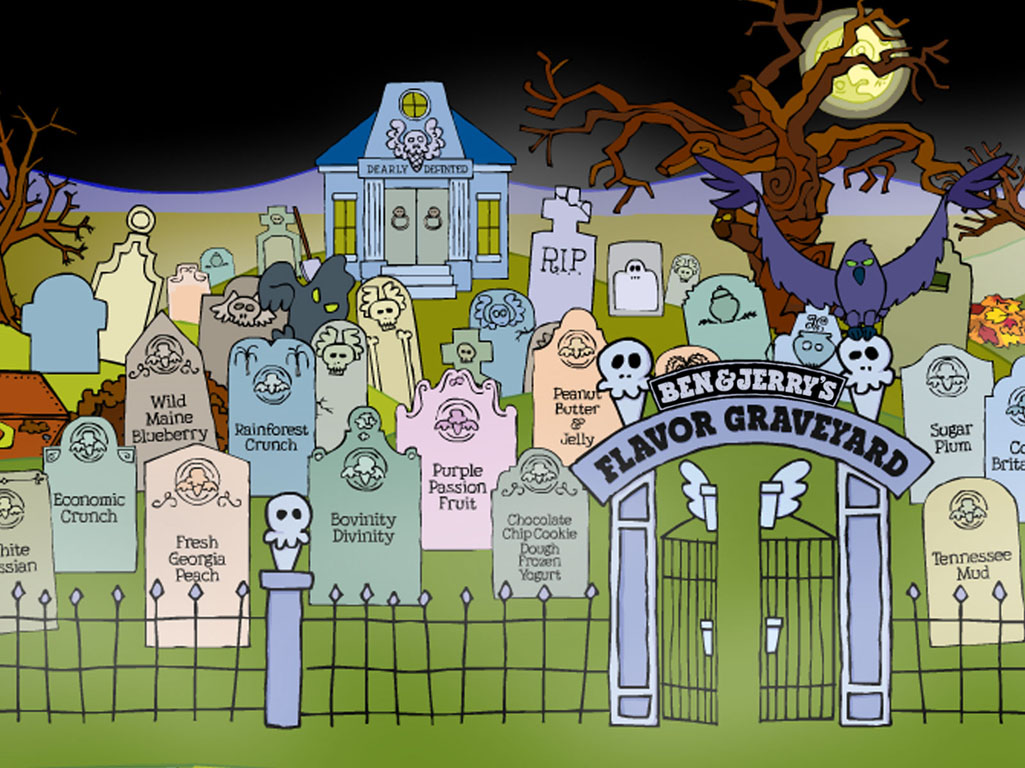 DEARLY DEPINTED
R.I.P.
Wild
Maine
Blueberry
Rainforest
Crunch
Peanut
Butter
&
Jelly
BEN & JERRY'S
FLAVOR GRAVEYARD
Sugar
Plum
Purple
Passion
Fruit
Economic
Crunch
Fresh
Georgia
Peach
Bovinity
Divinity
Chocolate
Chip Cookie
Dough
Frozen
Yogurt
Tennessee
Mud